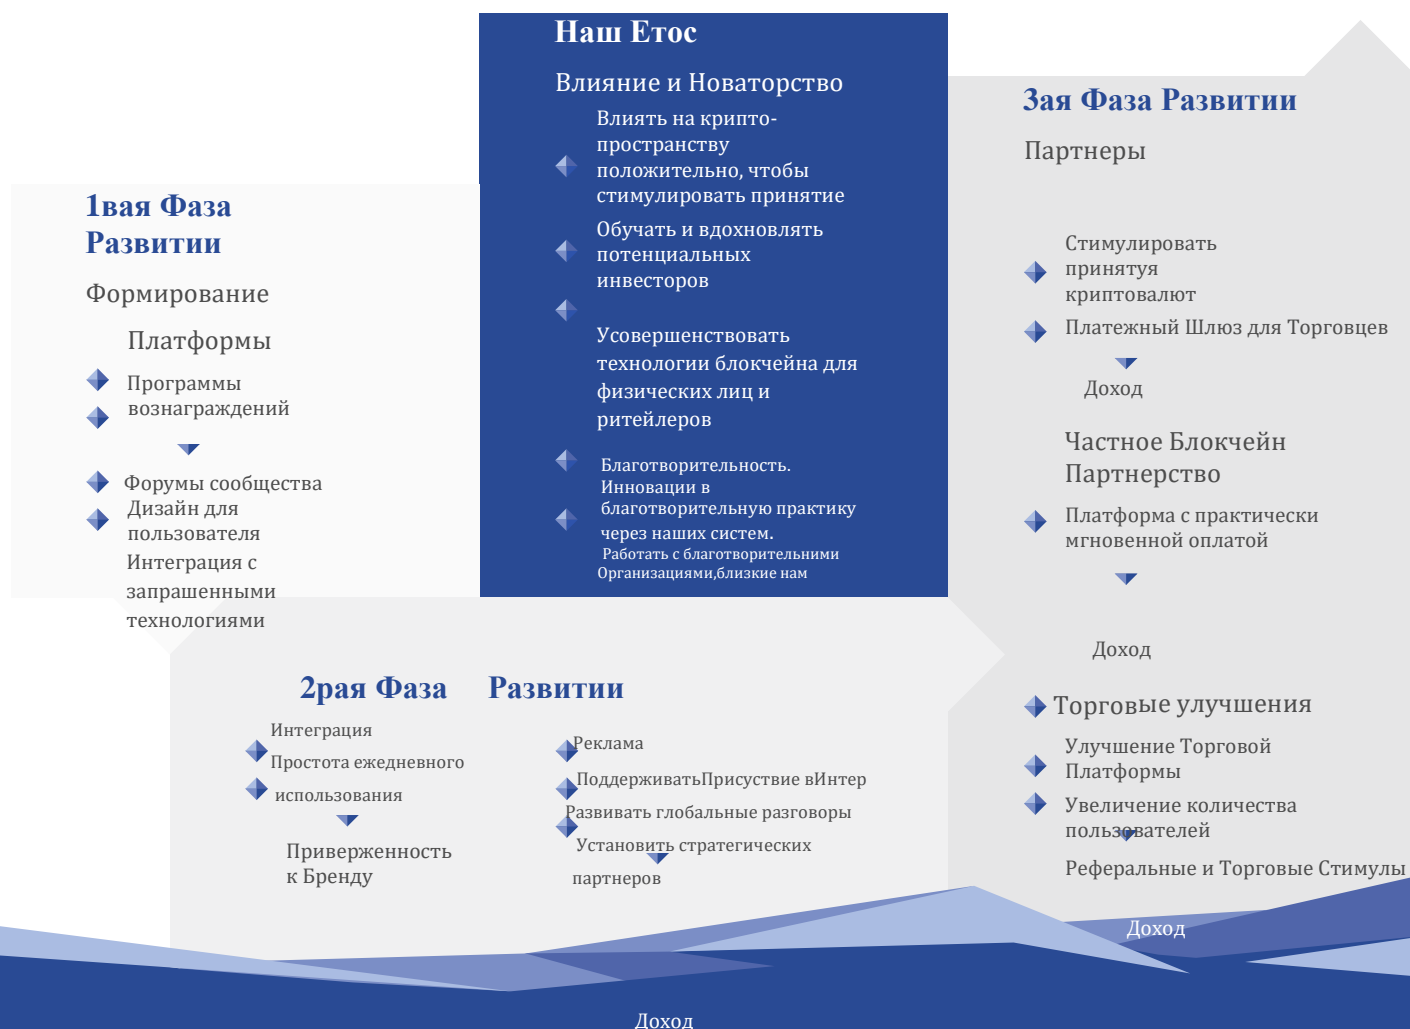 Наш Етос
Влияние и Новаторство
Влиять на крипто-
пространству
положительно, чтобы
стимулировать принятие
Обучать и вдохновлять
потенциальных
инвесторов
Усовершенствовать
технологии блокчейна для
физических лиц и
ритейлеров
Благотворительность.
Инновации в
благотворительную практику
через наших систем.
Работать с благотворительними
Организациями,близкие нам
1вая Фаза
Развитии
Формирование
Платформы
Программы
вознаграждений
Форумы сообщества
Дизайн для
пользователя
Интеграция с
запрашенными
технологиями
2рая Фаза Развитии
Интеграция
Простота ежедневного
использования
Приверженность
к Бренду
Реклама
ПоддерживатьПрисуствие вИнтер
Развивать глобальные разговоры
Установить стратегических
партнеров
Доход
3ая Фаза Развитии
Партнеры
Стимулировать
принятуя
криптовалют
Платежный Шлюз для Торговцев
Доход
Частное Блокчейн
Партнерство
Платформа с практически
мгновенной оплатой
Доход
Торговые улучшения
Улучшение Торговой
Платформы
Увеличение количества
пользователей
Реферальные и Торговые Стимулы
Доход